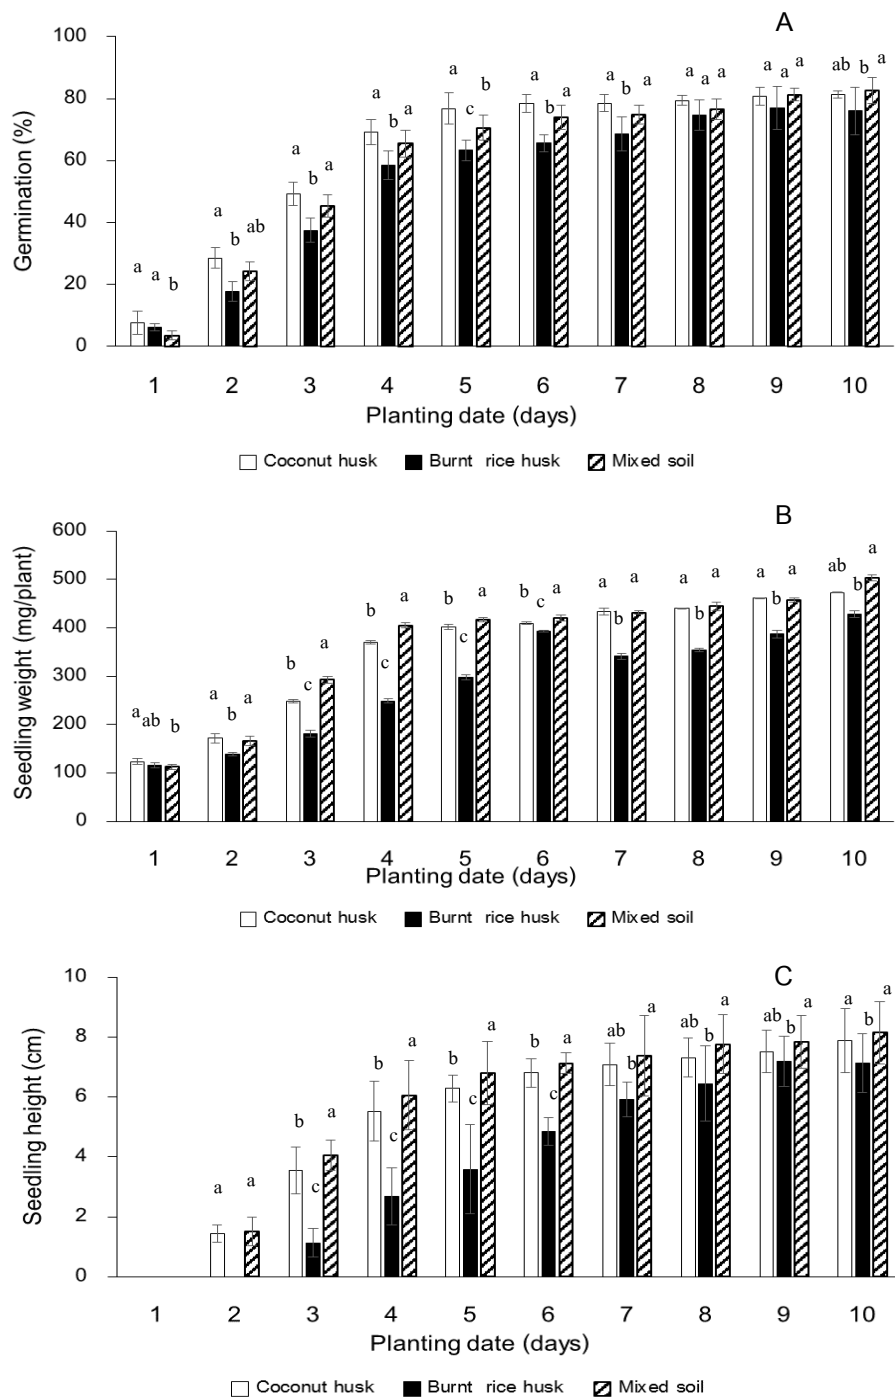 A
100
80
60
40
20
0
Germination (%)
a a b
a b ab
a b a
a b a
a c b
a b a
a b a
a a a
a a a
ab b a
1 2 3 4 5 6 7 8 9 10
Planting date (days)
Coconut husk Burnt rice husk Mixed soil
B
600
500
400
300
200
100
0
Seedling weight (mg/plant)
a ab b
a b a
b c a
b c a
b c a
b c a
a b a
a b a
a b a
ab b a
1 2 3 4 5 6 7 8 9 10
Planting date (days)
Coconut husk Burnt rice husk Mixed soil
C
10
8
6
4
2
0
Seedling height (cm)
a a
b c a
b c a
b c a
b c a
ab b a
ab b a
ab b a
a b a
1 2 3 4 5 6 7 8 9 10
Planting date (days)
Coconut husk Burnt rice husk Mixed soil